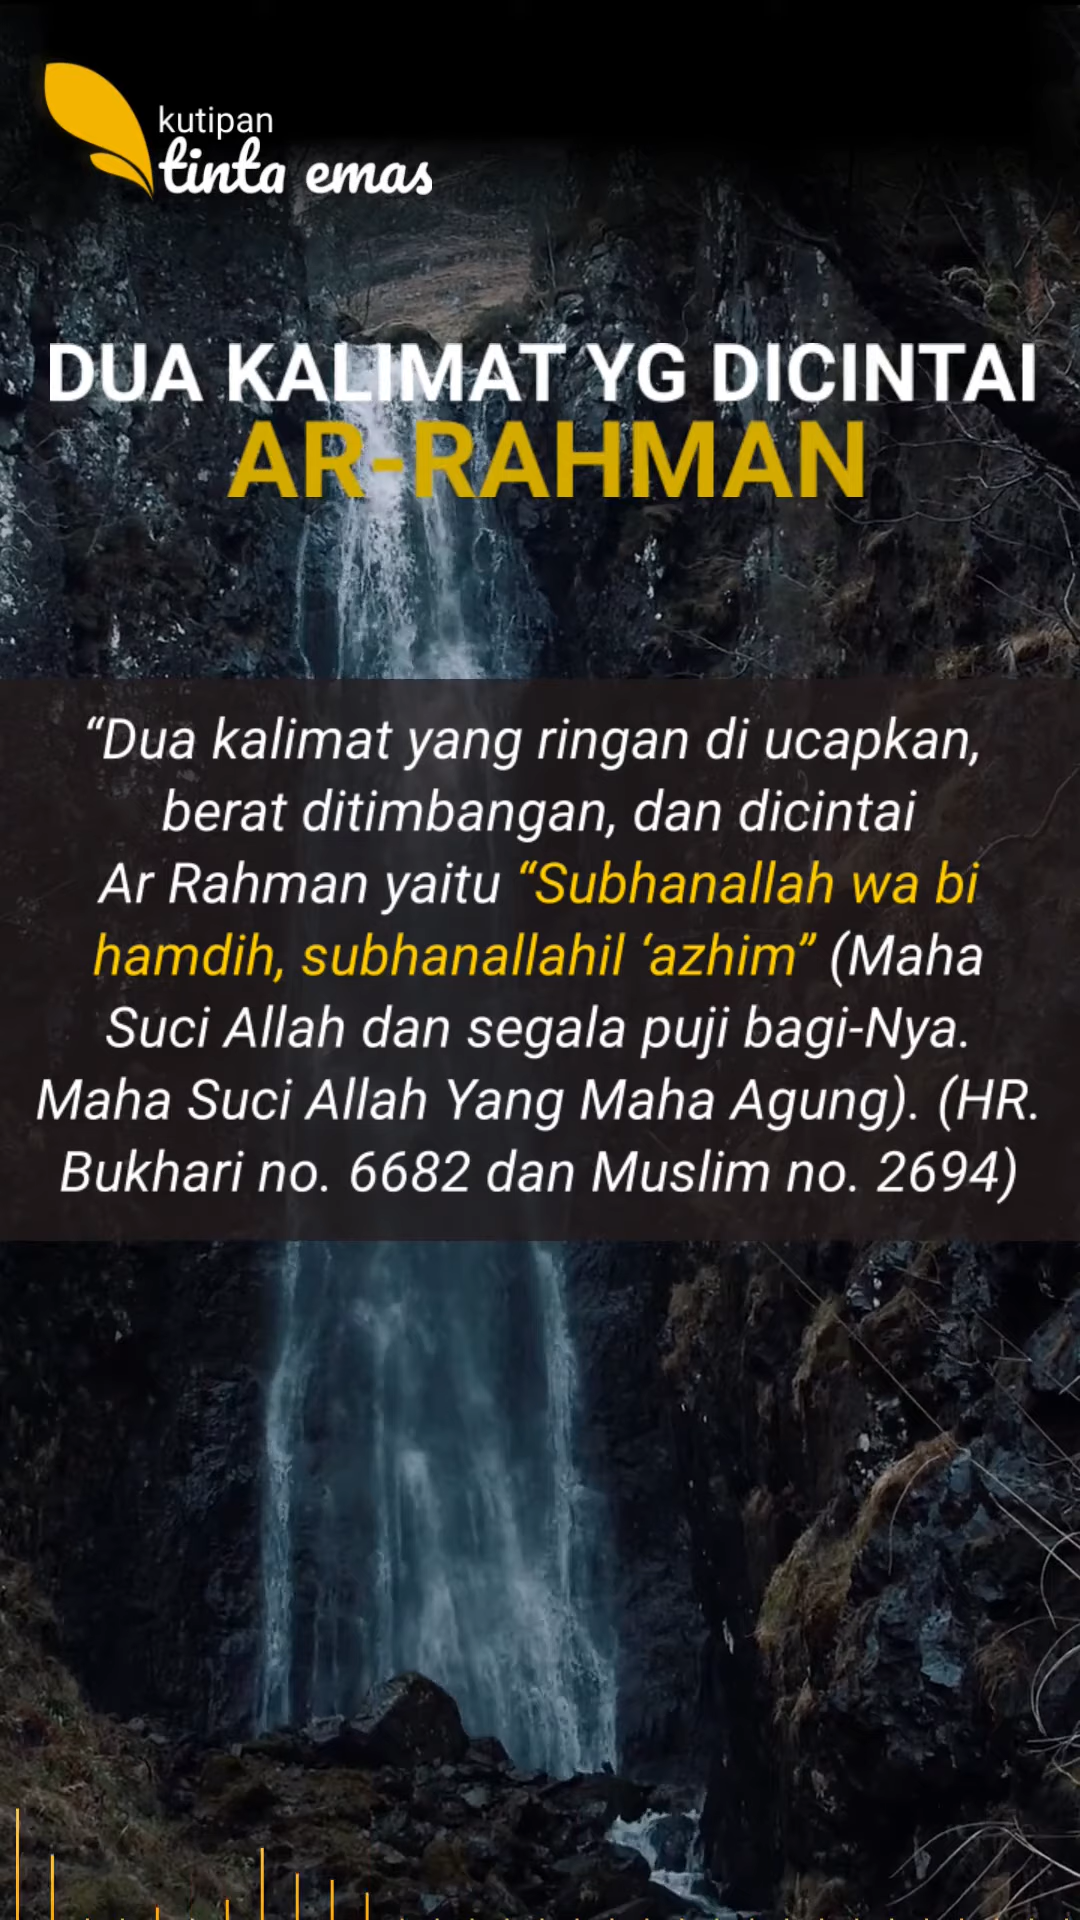 kutipan
tinta emas
DUA KALIMAT YG DICINTAI
AR-RAHMAN
“Dua kalimat yang ringan di ucapkan,
berat ditimbangan, dan dicintai
Ar Rahman yaitu “Subhanallah wa bi
hamdih, subhanallahil ‘azhim” (Maha
Suci Allah dan segala puji bagi-Nya.
Maha Suci Allah Yang Maha Agung). (HR.
Bukhari no. 6682 dan Muslim no. 2694)